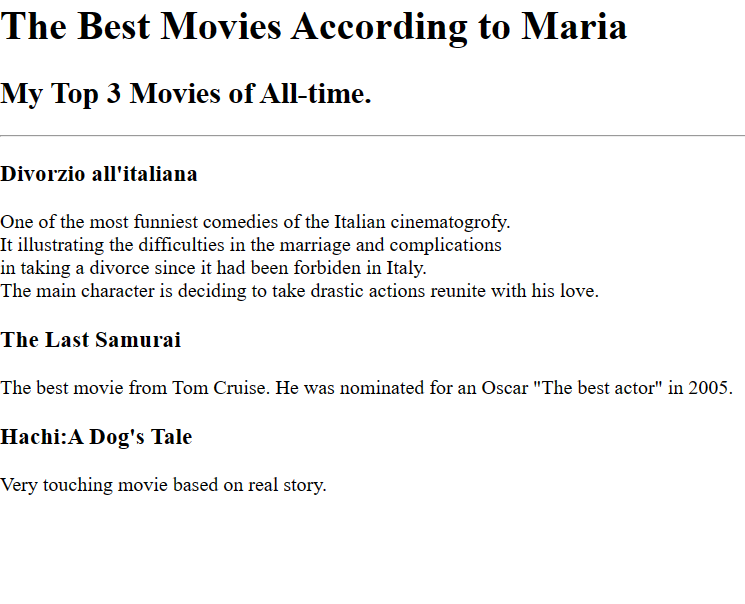 The Best Movies According to Maria
My Top 3 Movies of All-time.
Divorzio all'italiana
One of the most funniest comedies of the Italian cinematogrofy.
It illustrating the difficulties in the marriage and complications
in taking a divorce since it had been forbiden in Italy.
The main character is deciding to take drastic actions reunite with his love.
The Last Samurai
The best movie from Tom Cruise. He was nominated for an Oscar "The best actor" in 2005.
Hachi:A Dog's Tale
Very touching movie based on real story.